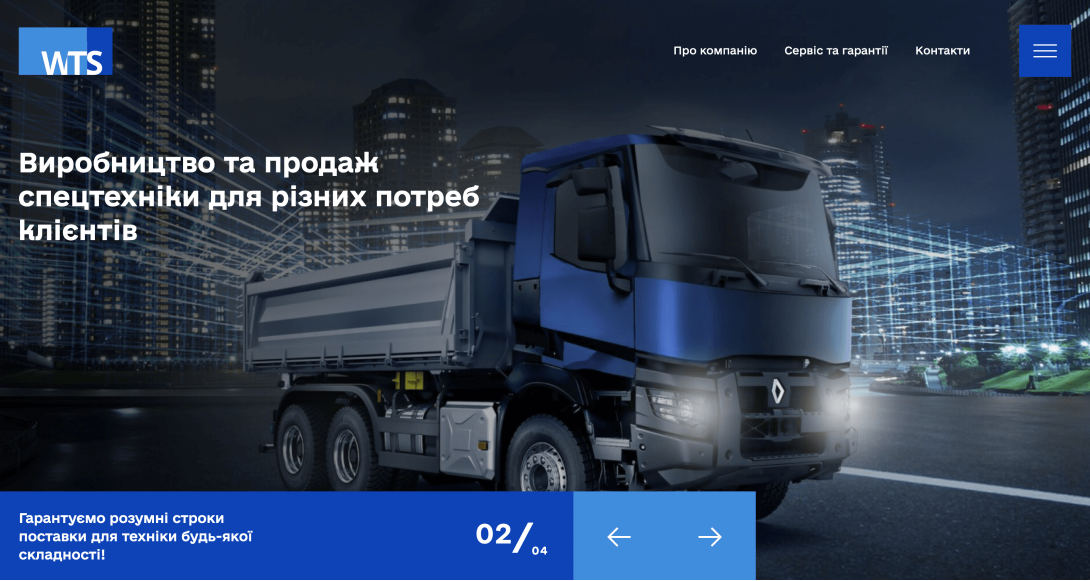 WTS
Про компанію
Сервіс та гарантії
Контакти
Виробництво та продаж
спецтехніки для різних потреб
клієнтів
Гарантуємо розумні строки
поставки для техніки будь-якої
складності!
02/04